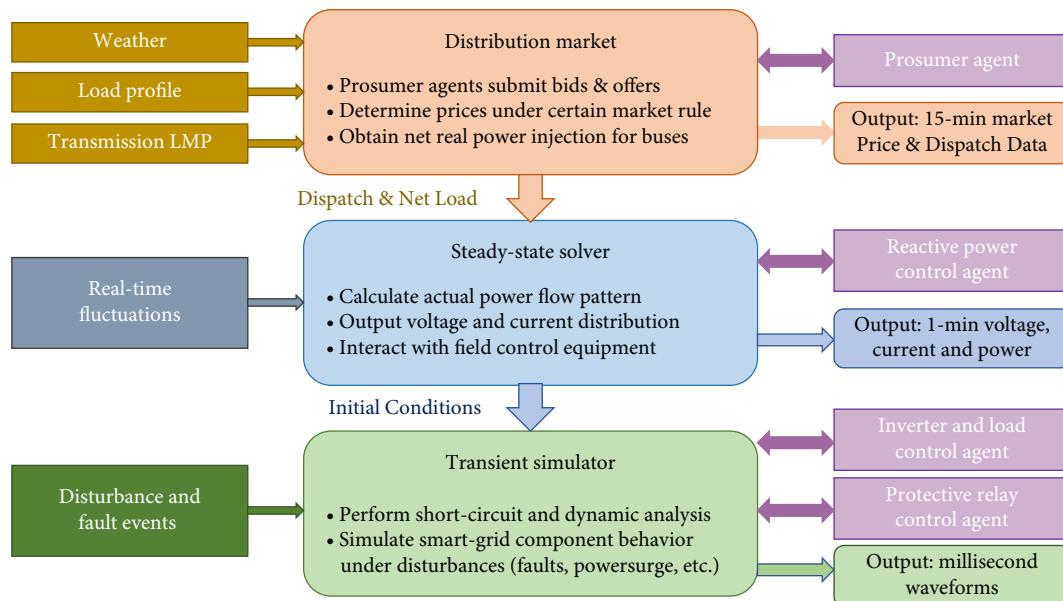 Weather
Load profile
Transmission LMP
Distribution market
• Prosumer agents submit bids & offers
• Determine prices under certain market rule
• Obtain net real power injection for buses
Prosumer agent
Output: 15-min market
Price & Dispatch Data
Dispatch & Net Load
Real-time
fluctuations
Steady-state solver
• Calculate actual power flow pattern
• Output voltage and current distribution
• Interact with field control equipment
Reactive power
control agent
Output: 1-min voltage,
current and power
Initial Conditions
Disturbance and
fault events
Transient simulator
• Perform short-circuit and dynamic analysis
• Simulate smart-grid component behavior
under disturbances (faults, powersurge, etc.)
Inverter and load
control agent
Protective relay
control agent
Output: millisecond
waveforms